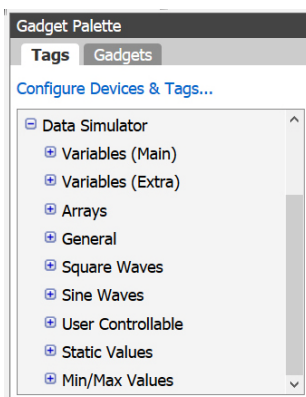 Gadget Palette
Tags Gadgets
Configure Devices & Tags...
Data Simulator
Variables (Main)
Variables (Extra)
Arrays
General
Square Waves
Sine Waves
User Controllable
Static Values
Min/Max Values